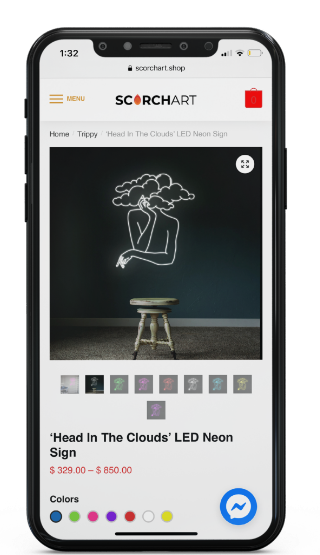 1:32
scorchart.shop
MENU
SCORCHART
0
Home / Trippy / 'Head In The Clouds' LED Neon Sign
'Head In The Clouds' LED Neon
Sign
$ 329.00 – $ 850.00
Colors